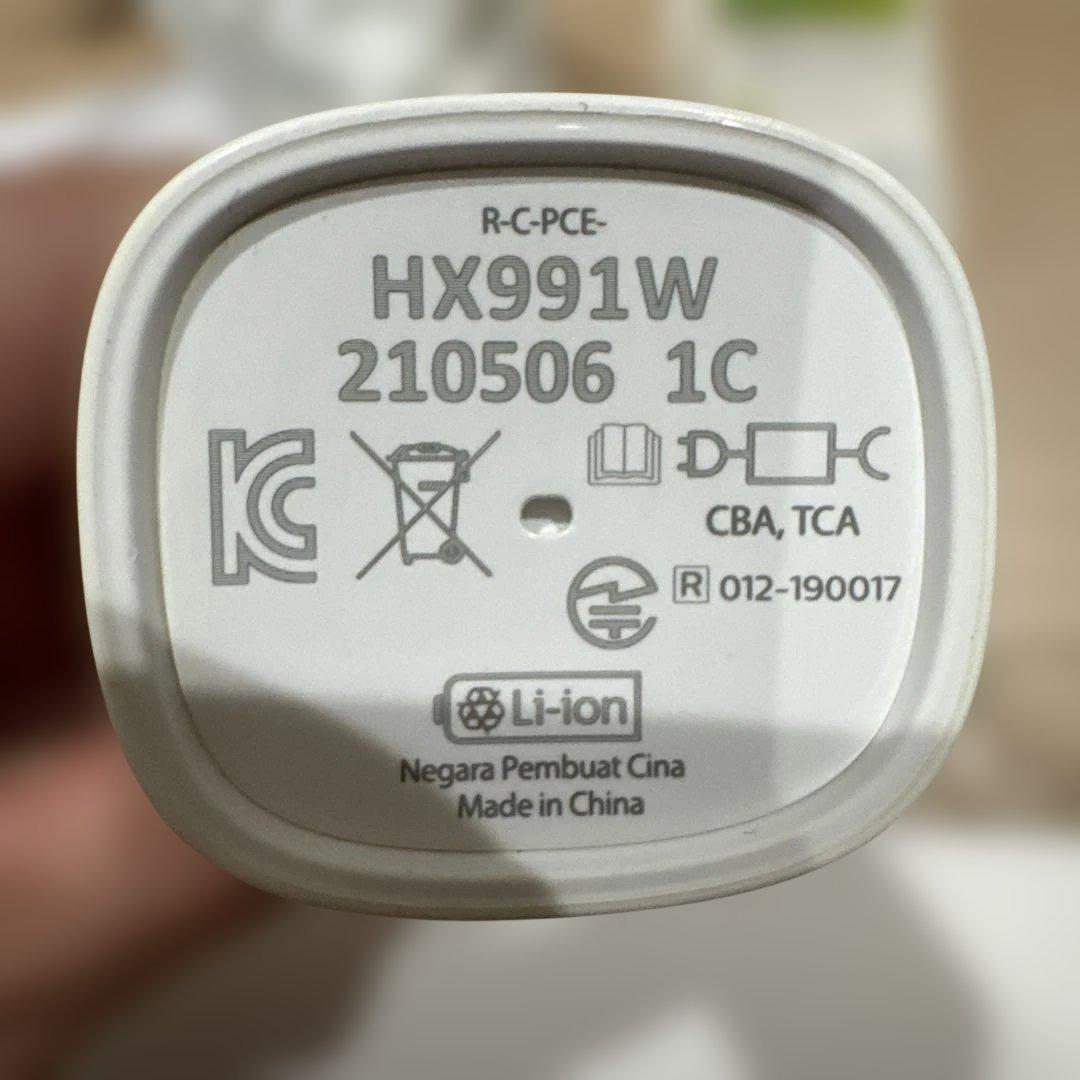 R-C-PCE-
HX991W
210506 1C
CBA, TCA
R 012-190017
Li-ion
Negara Pembuat Cina
Made in China